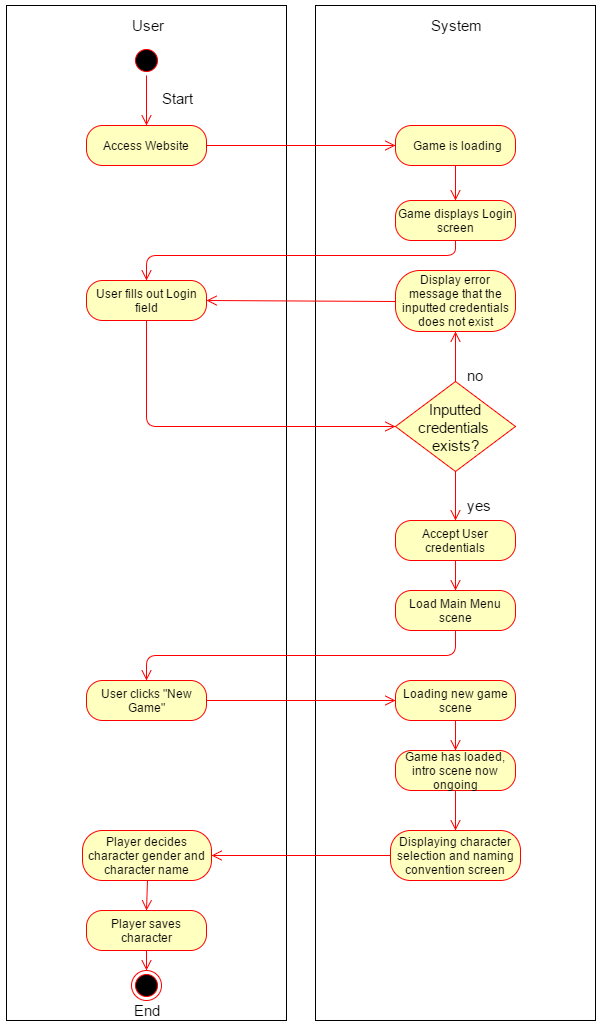 User
System
Start
Access Website
Game is loading
Game displays Login
screen
User fills out Login
field
Display error
message that the
inputted credentials
does not exist
no
Inputted
credentials
exists?
yes
Accept User
credentials
Load Main Menu
scene
User clicks "New
Game"
Loading new game
scene
Game has loaded,
intro scene now
ongoing
Displaying character
selection and naming
convention screen
Player decides
character gender and
character name
Player saves
character
End